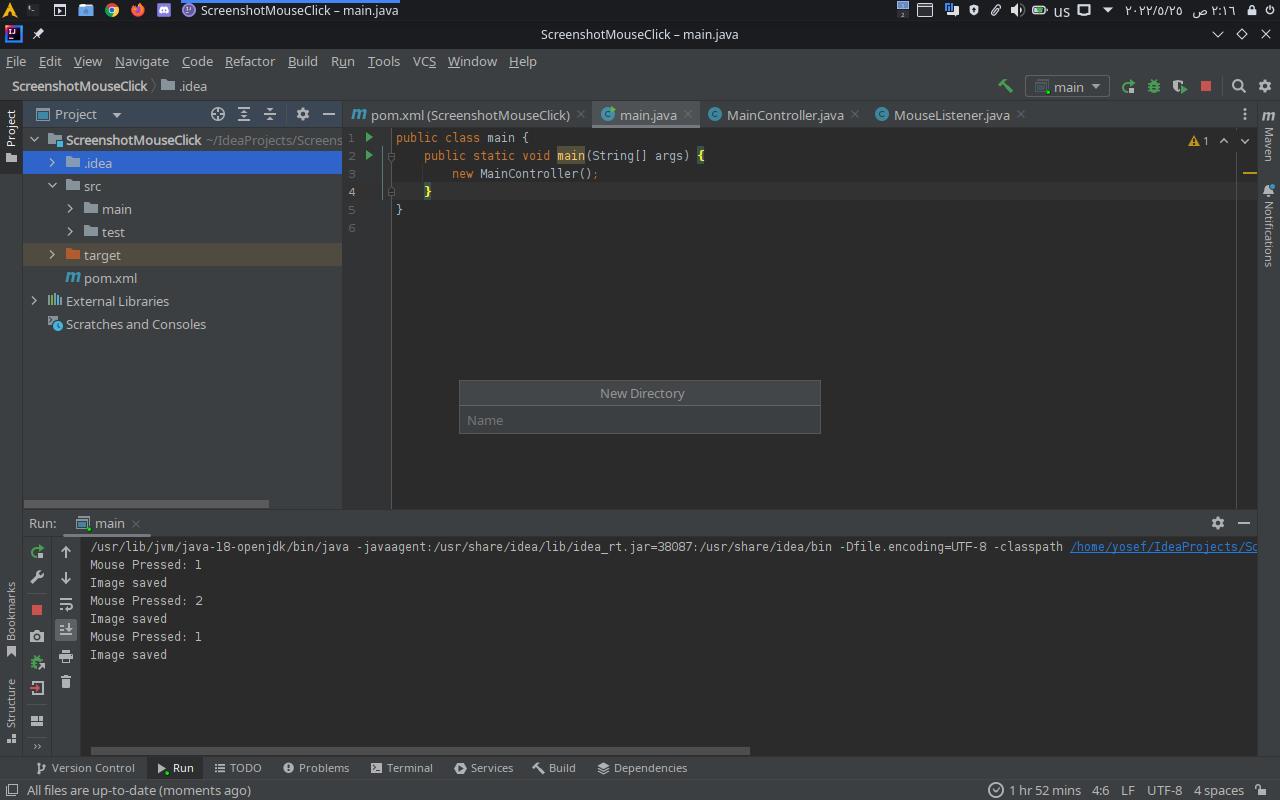 ScreenshotMouseClick – main.java
us
٢٠٢٢/٥/٢٥ ٢:١٦ ص
ScreenshotMouseClick – main.java
File Edit View Navigate Code Refactor Build Run Tools VCS Window Help
ScreenshotMouseClick .idea
main
Project
Project
pom.xml (ScreenshotMouseClick)
main.java
MainController.java
MouseListener.java
Maven
Notifications
ScreenshotMouseClick ~/IdeaProjects/Screens
.idea
src
main
test
target
pom.xml
External Libraries
Scratches and Consoles
1 public class main {
2 public static void main(String[] args) {
3 new MainController();
4 }
5 }
6
1
New Directory
Name
Run: main
/usr/lib/jvm/java-18-openjdk/bin/java -javaagent:/usr/share/idea/lib/idea_rt.jar=38087:/usr/share/idea/bin -Dfile.encoding=UTF-8 -classpath /home/yosef/IdeaProjects/Sc
Mouse Pressed: 1
Image saved
Mouse Pressed: 2
Image saved
Mouse Pressed: 1
Image saved
Bookmarks
Structure
Version Control Run TODO Problems Terminal Services Build Dependencies
All files are up-to-date (moments ago)
1 hr 52 mins 4:6 LF UTF-8 4 spaces